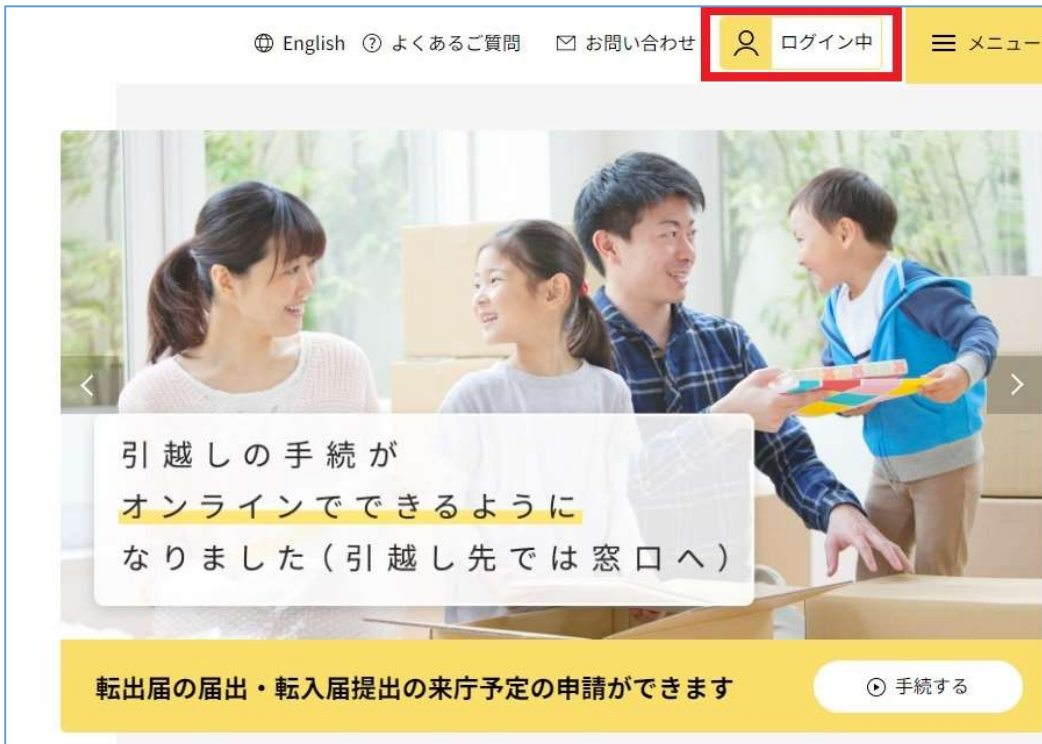 English よくあるご質問 お問い合わせ ログイン中 メニュー
引越しの手続が
オンラインでできるように
なりました(引越し先では窓口へ)
転出届の届出・転入届提出の来庁予定の申請ができます 手続する